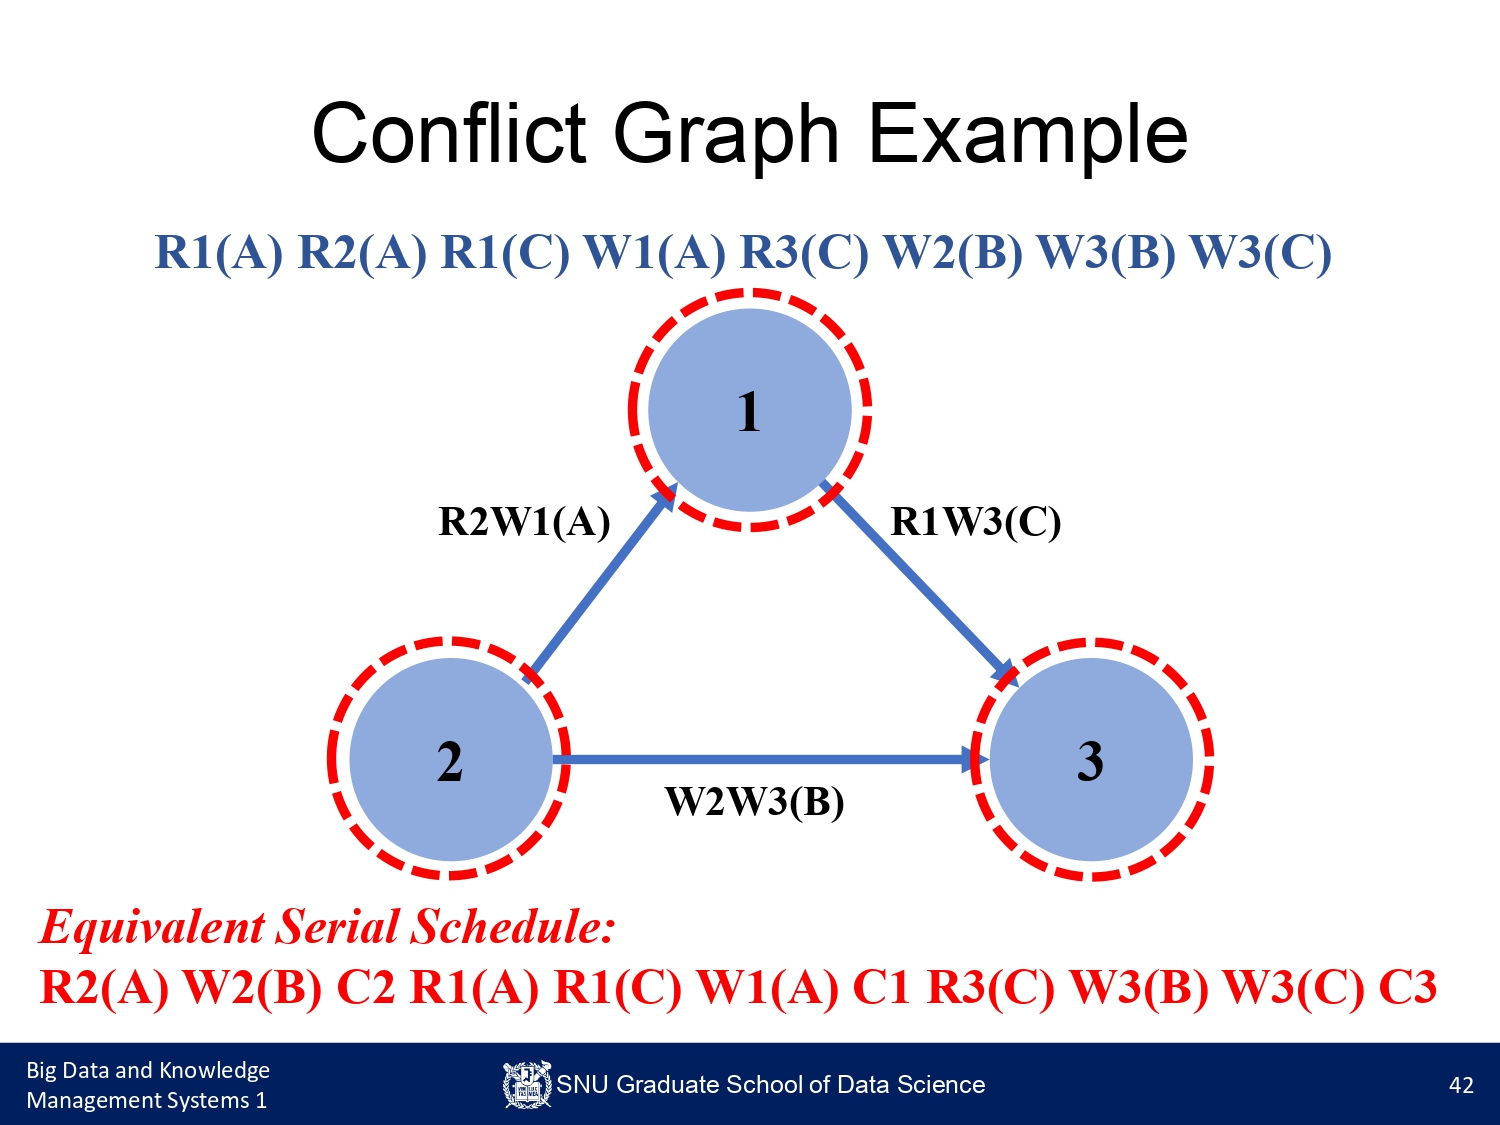 Conflict Graph Example
R1(A) R2(A) R1(C) W1(A) R3(C) W2(B) W3(B) W3(C)
1
R2W1(A)
R1W3(C)
2
3
W2W3(B)
Equivalent Serial Schedule:
R2(A) W2(B) C2 R1(A) R1(C) W1(A) C1 R3(C) W3(B) W3(C) C3
Big Data and Knowledge
Management Systems 1
SNU Graduate School of Data Science
42